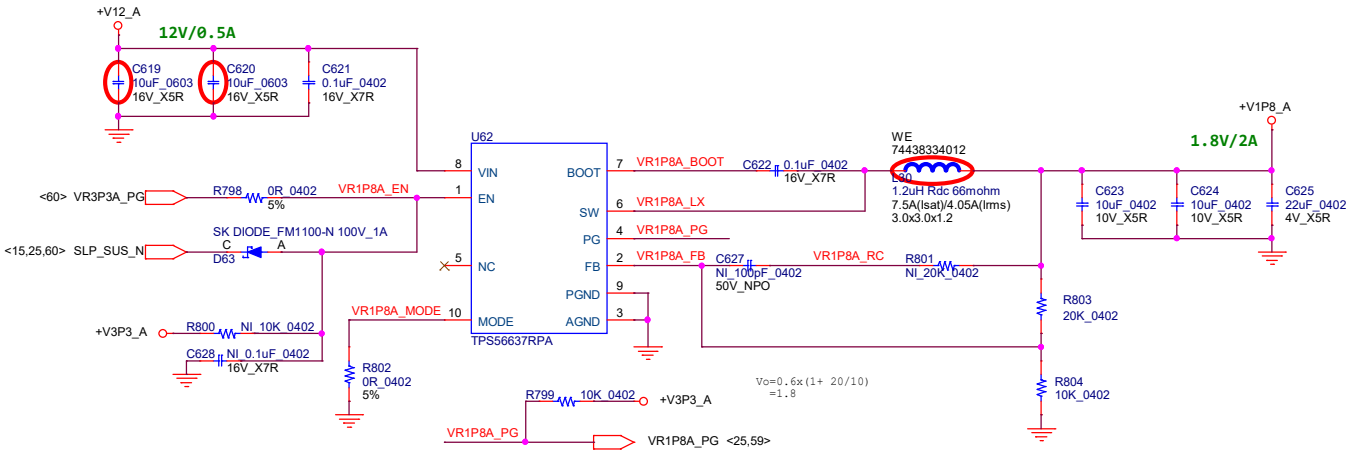 +V12_A
12V/0.5A
C619
10uF_0603
16V_X5R
C620
10uF_0603
16V_X5R
C621
0.1uF_0402
16V_X7R
U62
8 VIN
1 EN
5 NC
10 MODE
BOOT 7
SW 6
PG 4
FB 2
PGND 9
AGND 3
TPS56637RPA
<60> VR3P3A_PG
R798 0R_0402
5%
VR1P8A_EN
<15,25,60> SLP_SUS_N
SK DIODE_FM1100-N 100V_1A
C A
D63
+V3P3_A
R800 NI_10K_0402
C628 NI_0.1uF_0402
16V_X7R
VR1P8A_MODE
R802
0R_0402
5%
VR1P8A_BOOT
C622 0.1uF_0402
16V_X7R
VR1P8A_LX
VR1P8A_PG
VR1P8A_FB
C627
NI_100pF_0402
50V_NPO
VR1P8A_RC
R801
NI_20K_0402
WE
74438334012
L30
1.2uH Rdc 66mohm
7.5A(Isat)/4.05A(Irms)
3.0x3.0x1.2
+V1P8_A
1.8V/2A
C623
10uF_0402
10V_X5R
C624
10uF_0402
10V_X5R
C625
22uF_0402
4V_X5R
R803
20K_0402
R804
10K_0402
Vo=0.6x(1+ 20/10)
=1.8
R799 10K_0402
+V3P3_A
VR1P8A_PG
VR1P8A_PG <25,59>